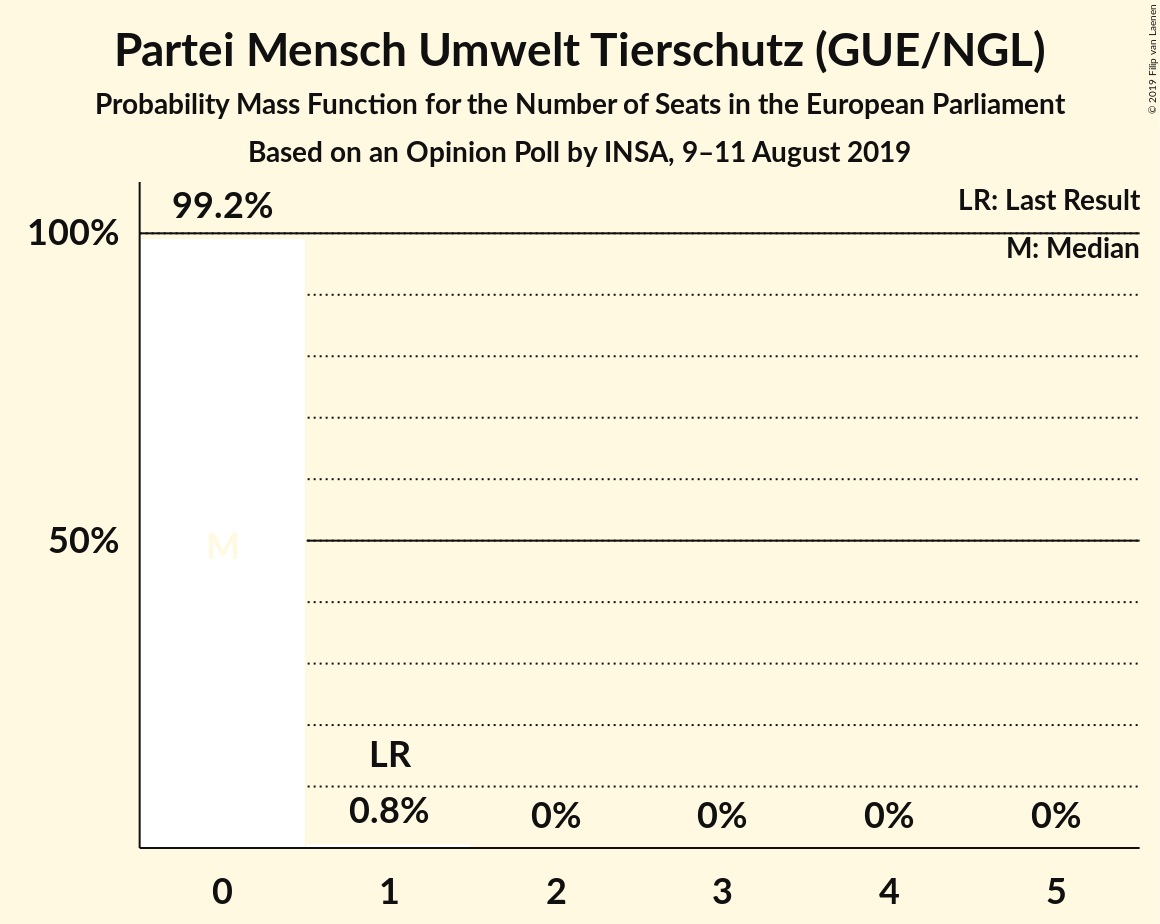 Partei Mensch Umwelt Tierschutz (GUE/NGL)
Probability Mass Function for the Number of Seats in the European Parliament
Based on an Opinion Poll by INSA, 9–11 August 2019
© 2019 Filip van Laenen
99.2%
LR: Last Result
100%
M: Median
50%
M
LR
0.8%
0%
0%
0%
0%
0
1
2
3
4
5